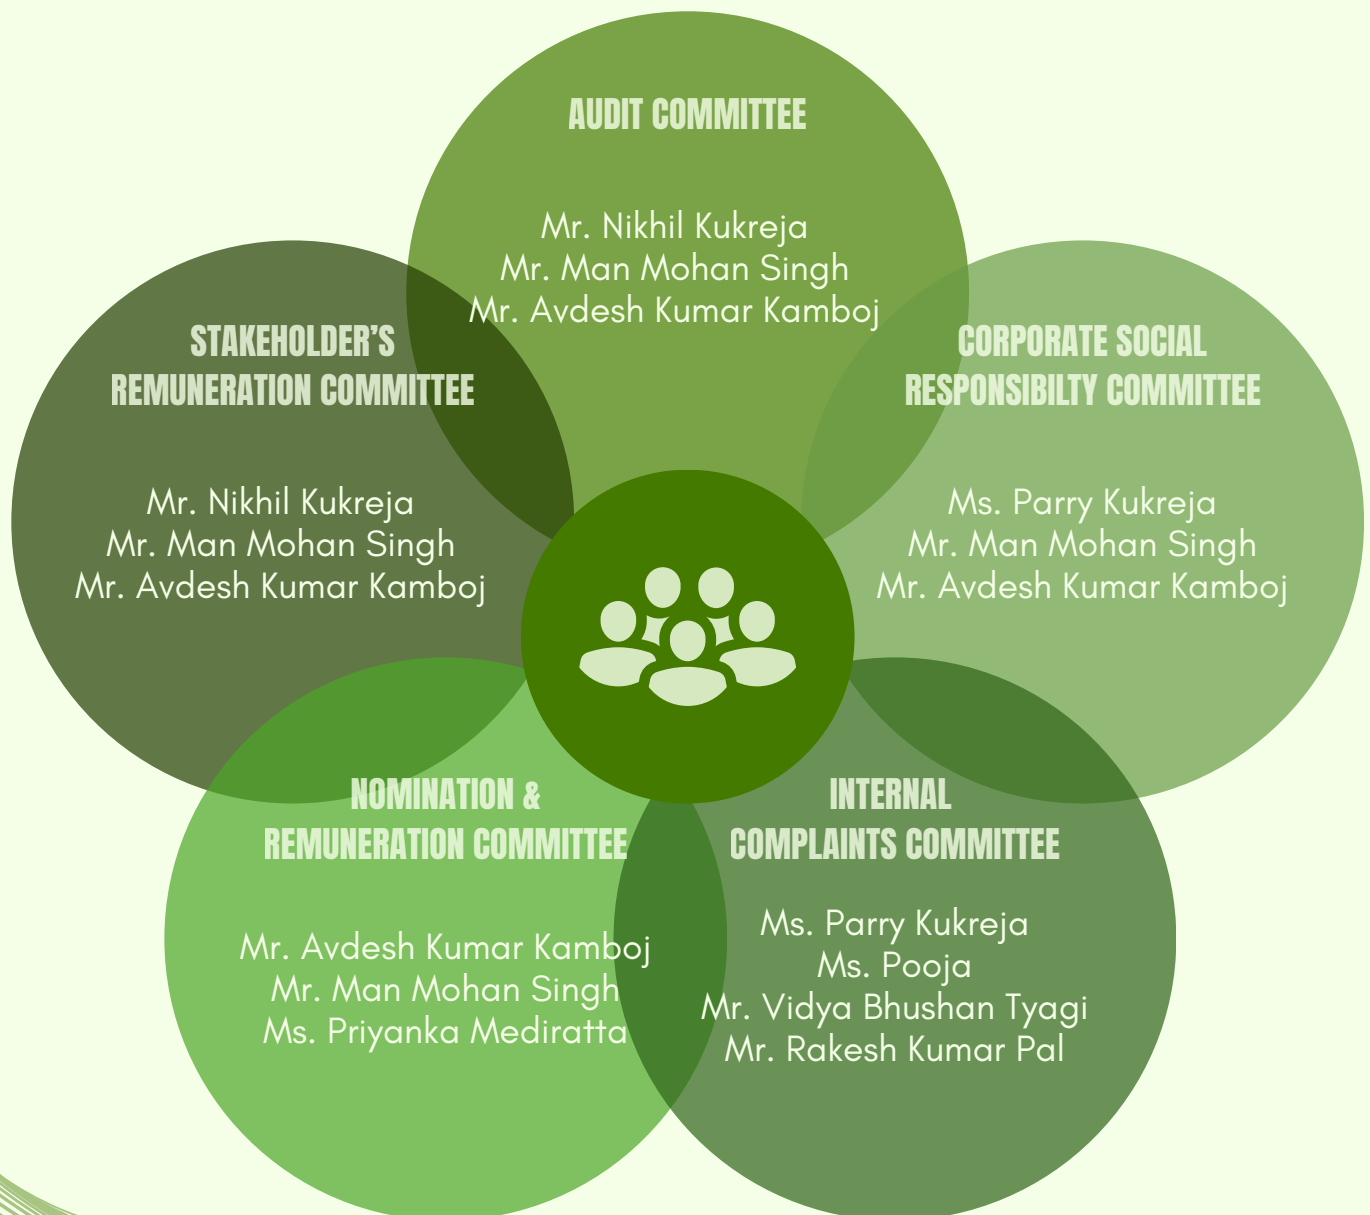 AUDIT COMMITTEE
Mr. Nikhil Kukreja
Mr. Man Mohan Singh
Mr. Avdesh Kumar Kamboj
STAKEHOLDER’S
REMUNERATION COMMITTEE
Mr. Nikhil Kukreja
Mr. Man Mohan Singh
Mr. Avdesh Kumar Kamboj
CORPORATE SOCIAL
RESPONSIBILTY COMMITTEE
Ms. Parry Kukreja
Mr. Man Mohan Singh
Mr. Avdesh Kumar Kamboj
NOMINATION &
REMUNERATION COMMITTEE
Mr. Avdesh Kumar Kamboj
Mr. Man Mohan Singh
Ms. Priyanka Mediratta
INTERNAL
COMPLAINTS COMMITTEE
Ms. Parry Kukreja
Ms. Pooja
Mr. Vidya Bhushan Tyagi
Mr. Rakesh Kumar Pal